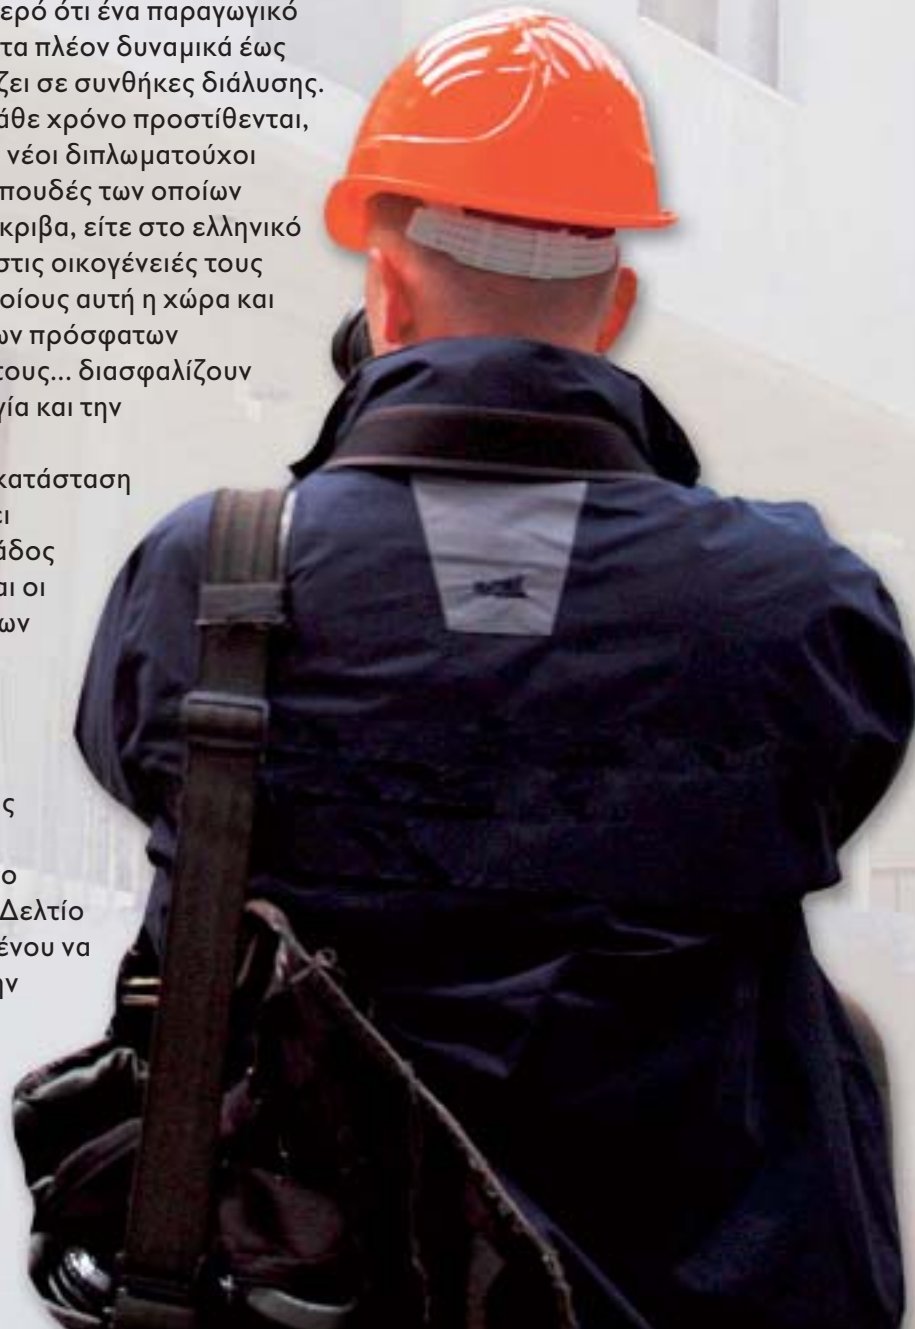 ερό ότι ένα παραγωγικό
τα πλέον δυναμικά έως
ζει σε συνθήκες διάλυσης.
άθε χρόνο προστίθενται,
νέοι διπλωματούχοι
πουδές των οποίων
κριβα, είτε στο ελληνικό
στις οικογένειές τους
οίους αυτή η χώρα και
ων πρόσφατων
τους... διασφαλίζουν
γία και την
κατάσταση
ει
άδος
αι οι
ων
ς
ο
Δελτίο
ένου να
ην